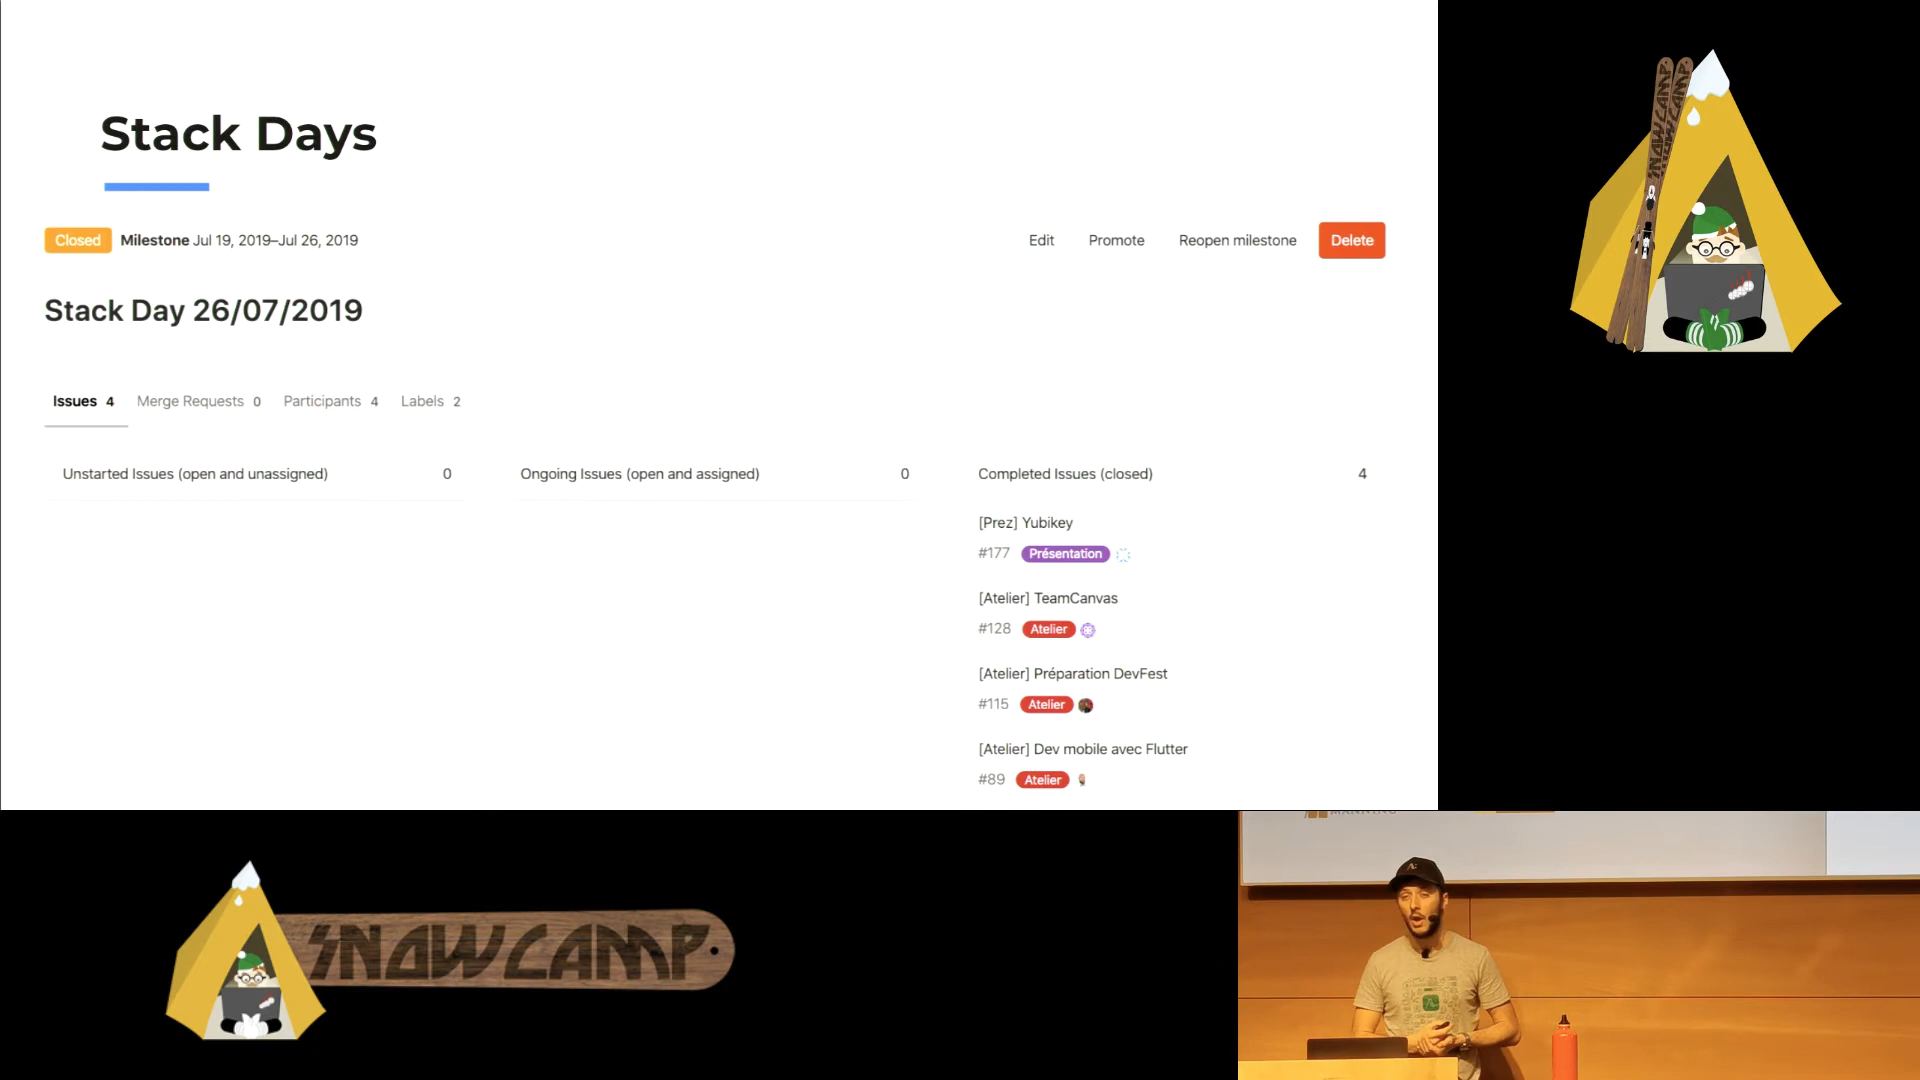 Stack Days
Closed Milestone Jul 19, 2019–Jul 26, 2019
Edit Promote Reopen milestone Delete
Stack Day 26/07/2019
Issues 4 Merge Requests 0 Participants 4 Labels 2
Unstarted Issues (open and unassigned) 0
Ongoing Issues (open and assigned) 0
Completed Issues (closed) 4
[Prez] Yubikey
#177 Présentation
[Atelier] TeamCanvas
#128 Atelier
[Atelier] Préparation DevFest
#115 Atelier
[Atelier] Dev mobile avec Flutter
#89 Atelier
SNOWCAMP
SNOWCAMP
SNOWCAMP
MANNING